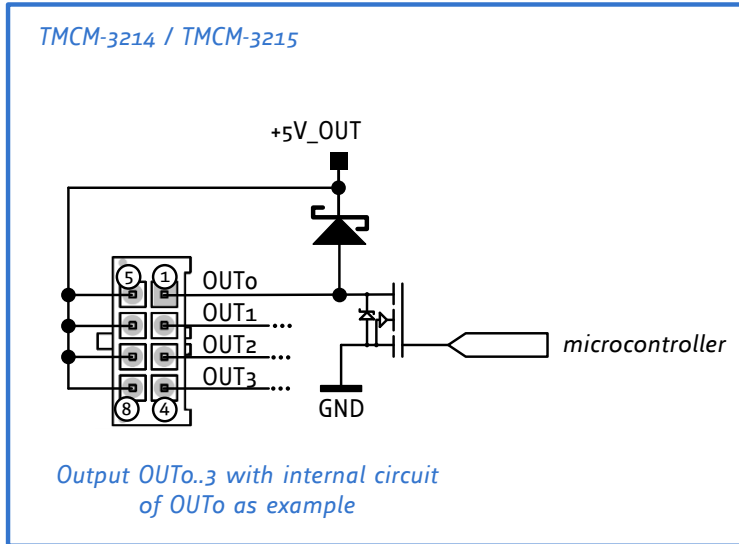 TMCM-3214 / TMCM-3215
+5V_OUT
5 1 OUT0
OUT1 ...
OUT2 ...
OUT3 ...
8 4
GND
microcontroller
Output OUT0..3 with internal circuit
of OUT0 as example